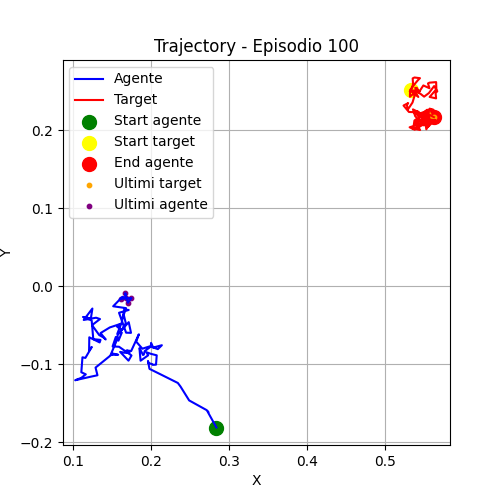 Trajectory - Episodio 100
Agente
Target
Start agente
Start target
End agente
Ultimi target
Ultimi agente
Y
0.2
0.1
0.0
−0.1
−0.2
0.1
0.2
0.3
0.4
0.5
X